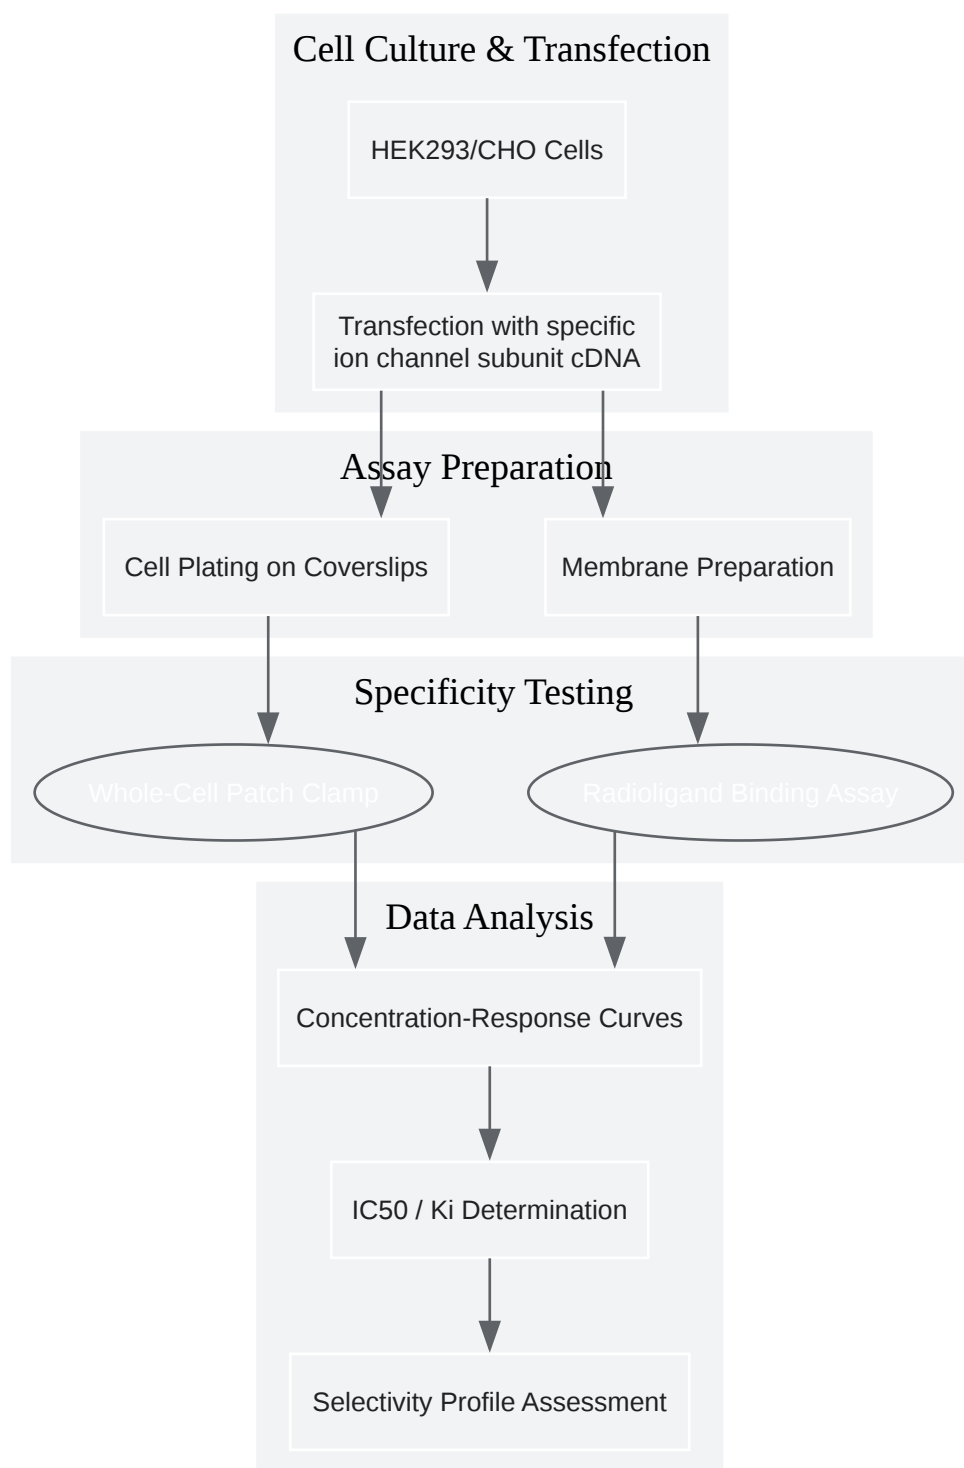 Cell Culture & Transfection
HEK293/CHO Cells
Transfection with specific
ion channel subunit cDNA
Assay Preparation
Cell Plating on Coverslips
Membrane Preparation
Specificity Testing
Whole-Cell Patch Clamp
Radioligand Binding Assay
Data Analysis
Concentration-Response Curves
IC50 / Ki Determination
Selectivity Profile Assessment